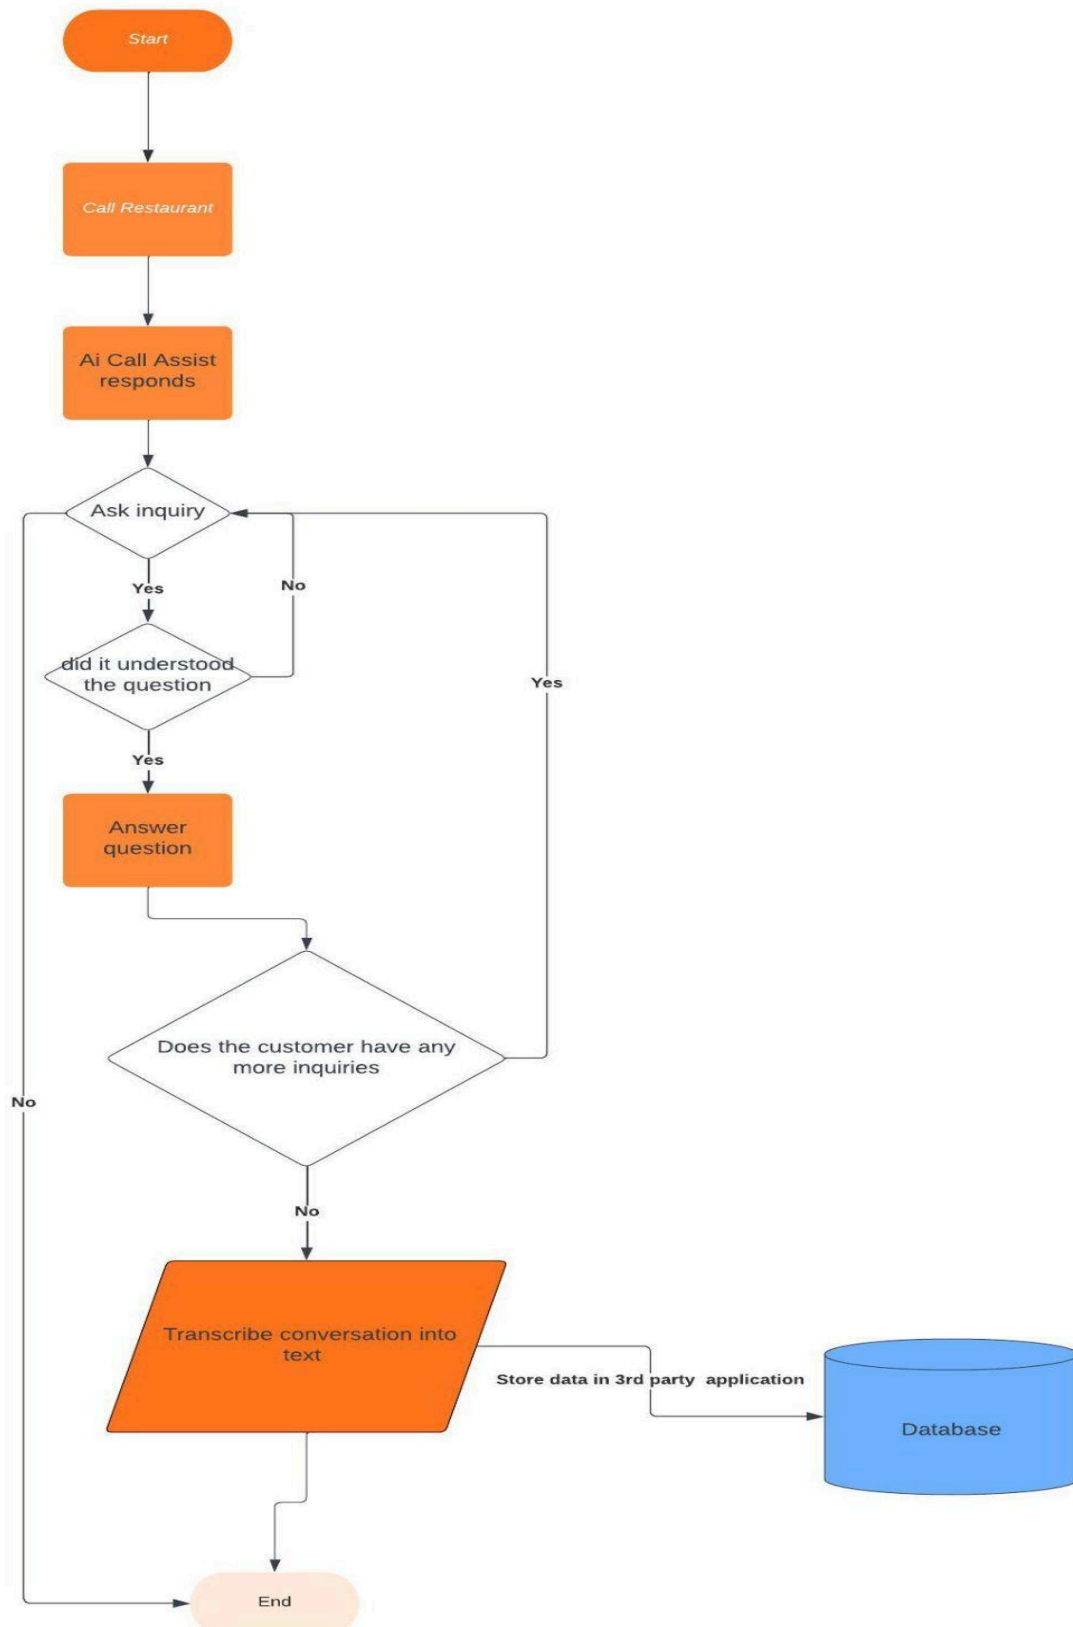 Start
Call Restaurant
Ai Call Assist
responds
Ask inquiry
Yes
No
did it understood
the question
Yes
Yes
Answer
question
Does the customer have any
more inquiries
No
No
Transcribe conversation into
text
Store data in 3rd party application
Database
End